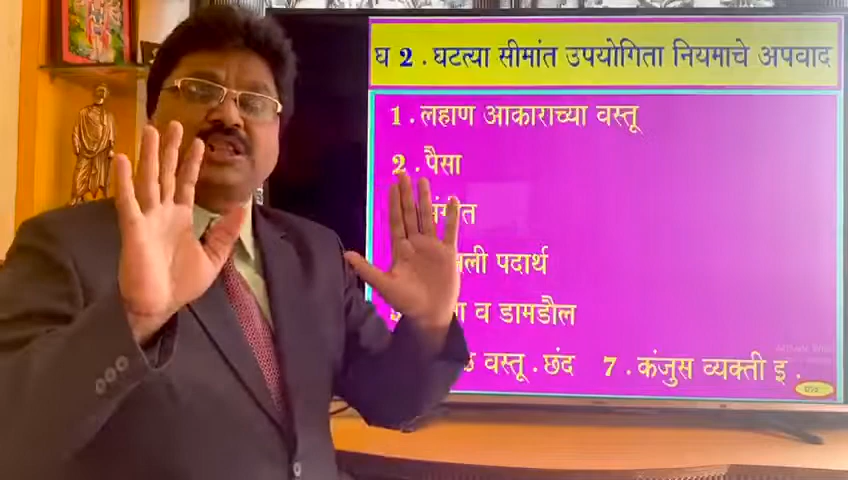 घ 2 . घटत्या सीमांत उपयोगिता नियमाचे अपवाद
1 . लहाण आकाराच्या वस्तू
2 . पैसा
संगीत
ली पदार्थ
व डामडौल
वस्तू . छंद 7 . कंजुस व्यक्ती इ .